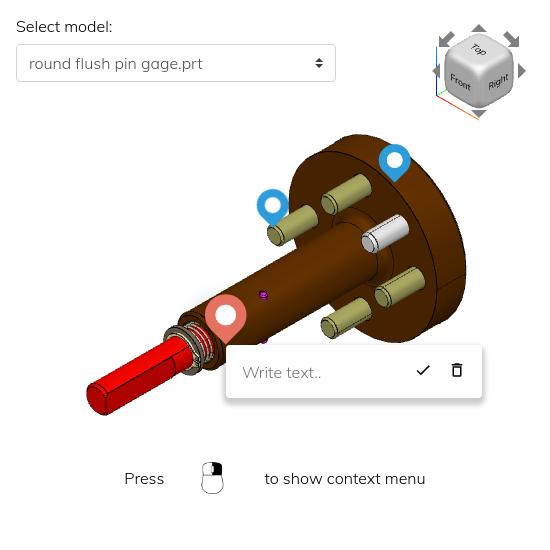 Select model:
round flush pin gage.prt
Top
Front
Right
Write text..
Press
to show context menu